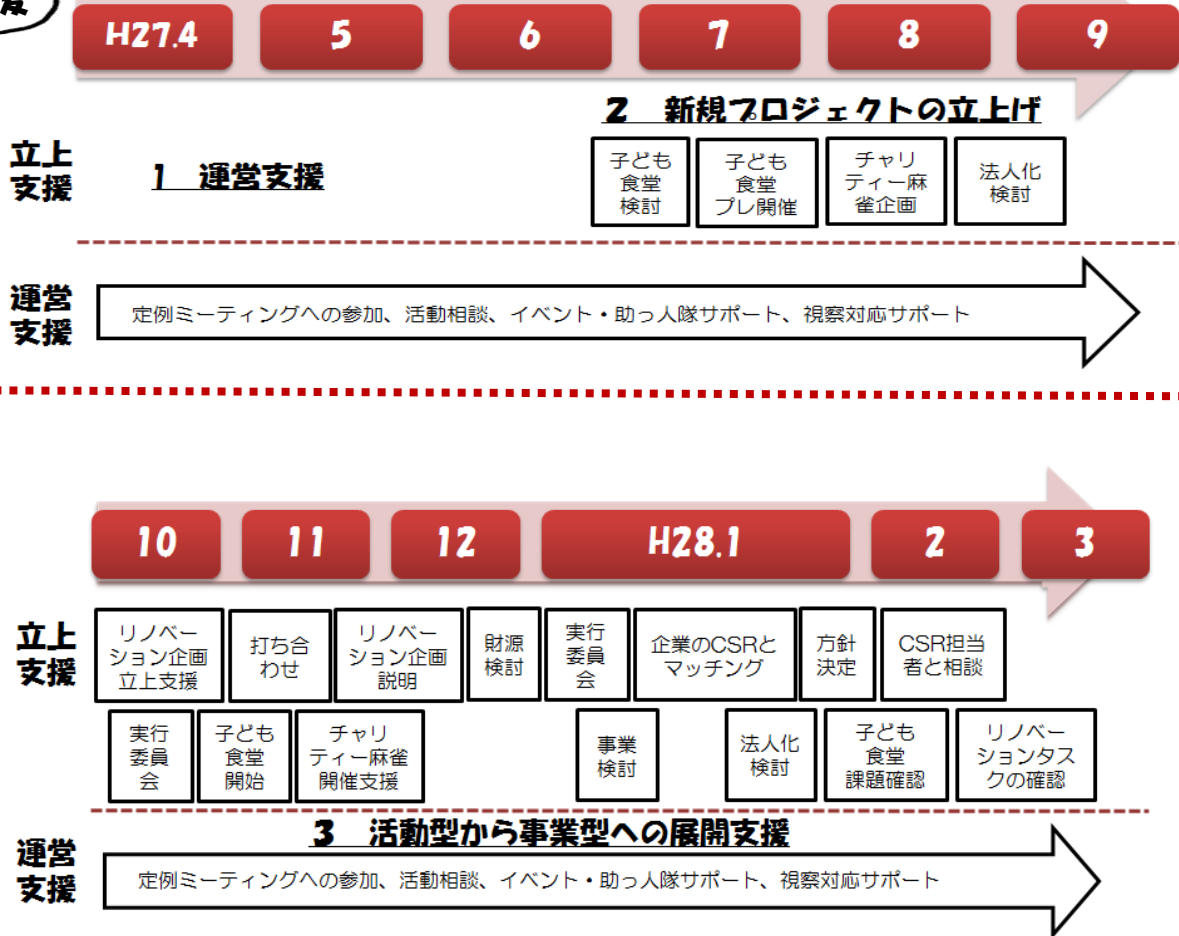 H27.4
5
6
7
8
9
2 新規プロジェクトの立上げ
立上
支援
1 運営支援
子ども
食堂
検討
子ども
食堂
プレ開催
チャリ
ティー麻
雀企画
法人化
検討
運営
支援
定例ミーティングへの参加、活動相談、イベント・助っ人隊サポート、視察対応サポート
10
11
12
H28.1
2
3
立上
支援
リノベー
ション企画
立上支援
打ち合
わせ
リノベー
ション企画
説明
財源
検討
実行
委員
会
企業のCSRと
マッチング
方針
決定
CSR担当
者と相談
実行
委員
会
子ども
食堂
開始
チャリ
ティー麻雀
開催支援
事業
検討
法人化
検討
子ども
食堂
課題確認
リノベー
ションタス
クの確認
3 活動型から事業型への展開支援
運営
支援
定例ミーティングへの参加、活動相談、イベント・助っ人隊サポート、視察対応サポート